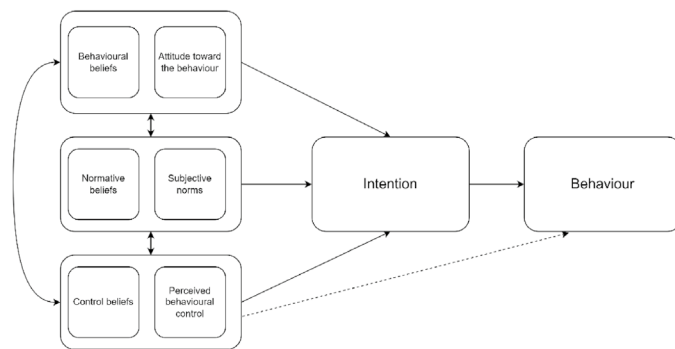 Behavioural
beliefs
Attitude toward
the behaviour
Normative
beliefs
Subjective
norms
Intention
Behaviour
Control beliefs
Perceived
behavioural
control